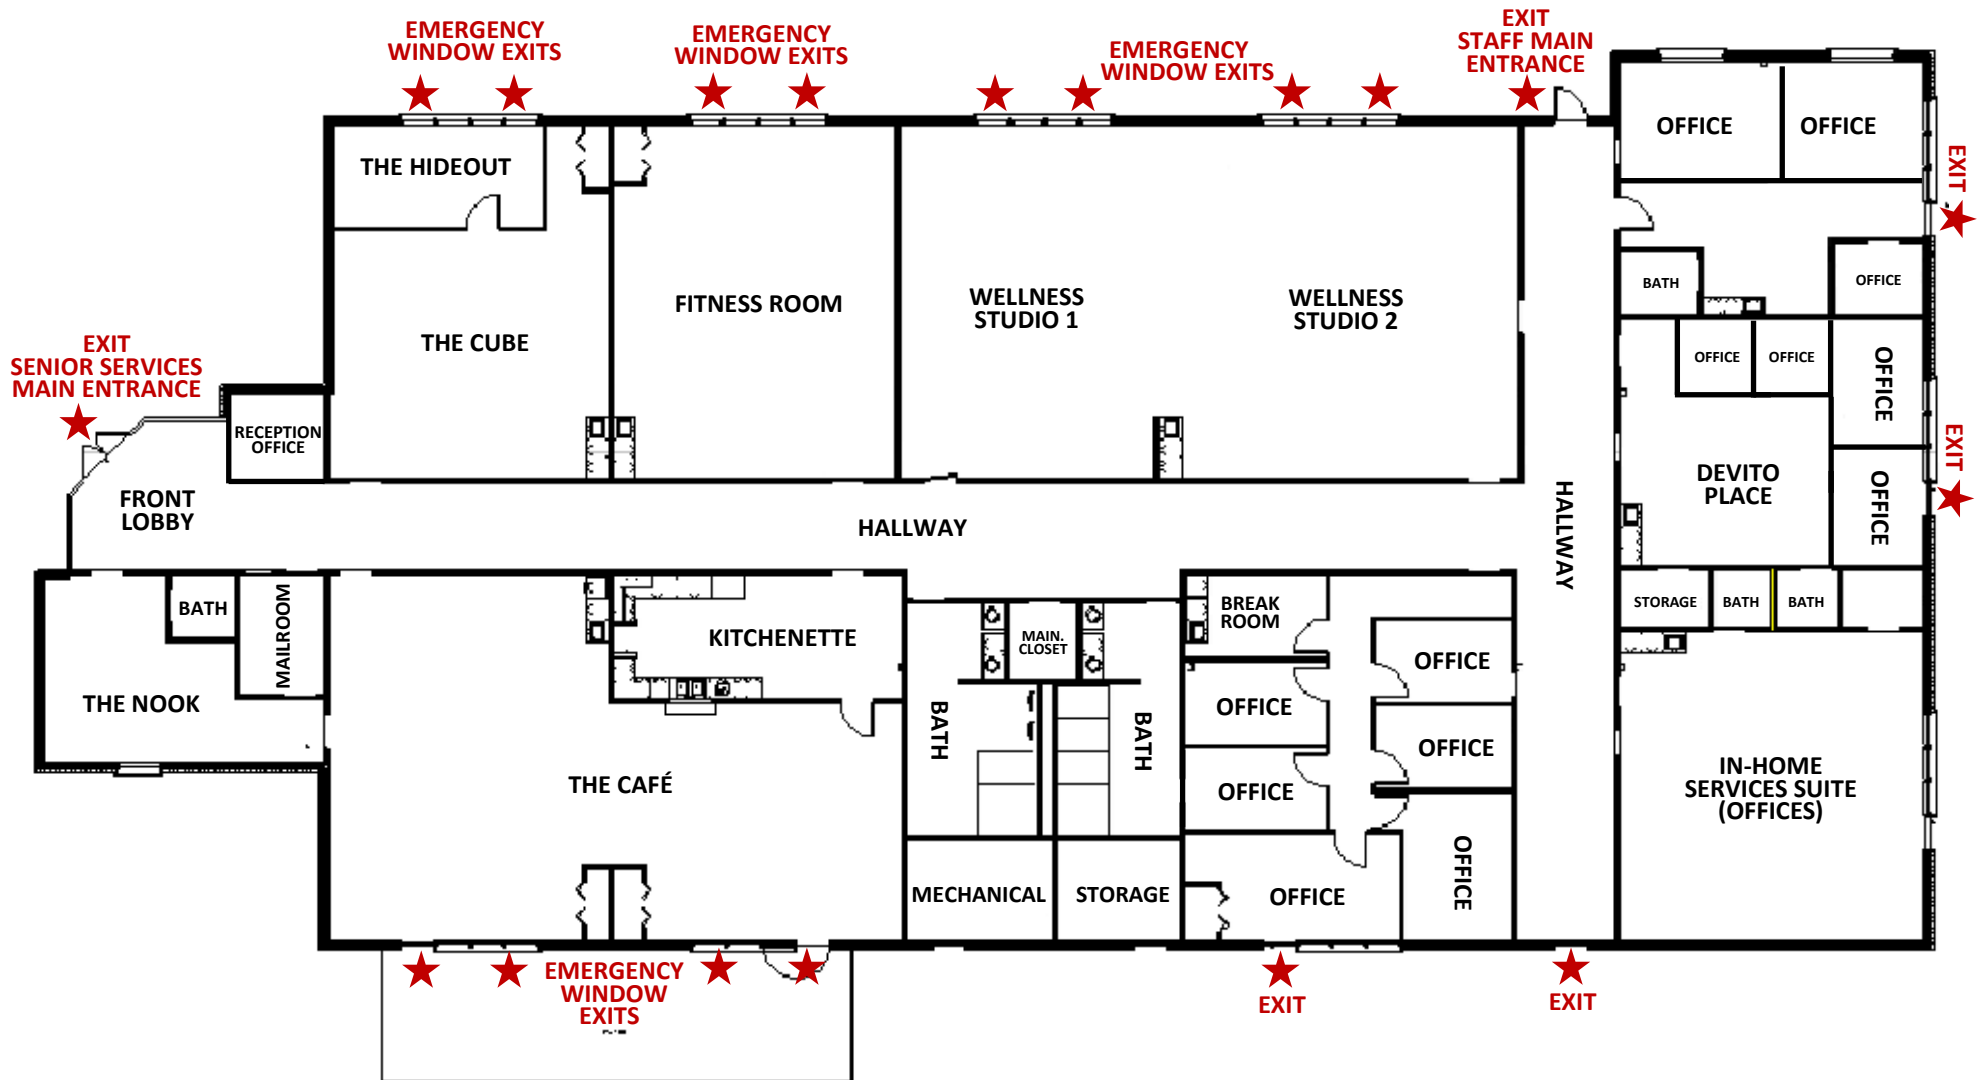 EMERGENCY
WINDOW EXITS
EMERGENCY
WINDOW EXITS
EMERGENCY
WINDOW EXITS
EXIT
STAFF MAIN
ENTRANCE
OFFICE
OFFICE
EXIT
THE HIDEOUT
FITNESS ROOM
WELLNESS
STUDIO 1
WELLNESS
STUDIO 2
BATH
OFFICE
THE CUBE
EXIT
SENIOR SERVICES
MAIN ENTRANCE
OFFICE
OFFICE
OFFICE
RECEPTION
OFFICE
EXIT
DEVITO
PLACE
OFFICE
FRONT
LOBBY
HALLWAY
HALLWAY
BATH
MAILROOM
KITCHENETTE
MAIN.
CLOSET
BREAK
ROOM
STORAGE
BATH
BATH
OFFICE
THE NOOK
BATH
BATH
OFFICE
OFFICE
THE CAFÉ
OFFICE
IN-HOME
SERVICES SUITE
(OFFICES)
OFFICE
MECHANICAL
STORAGE
OFFICE
EMERGENCY
WINDOW
EXITS
EXIT
EXIT